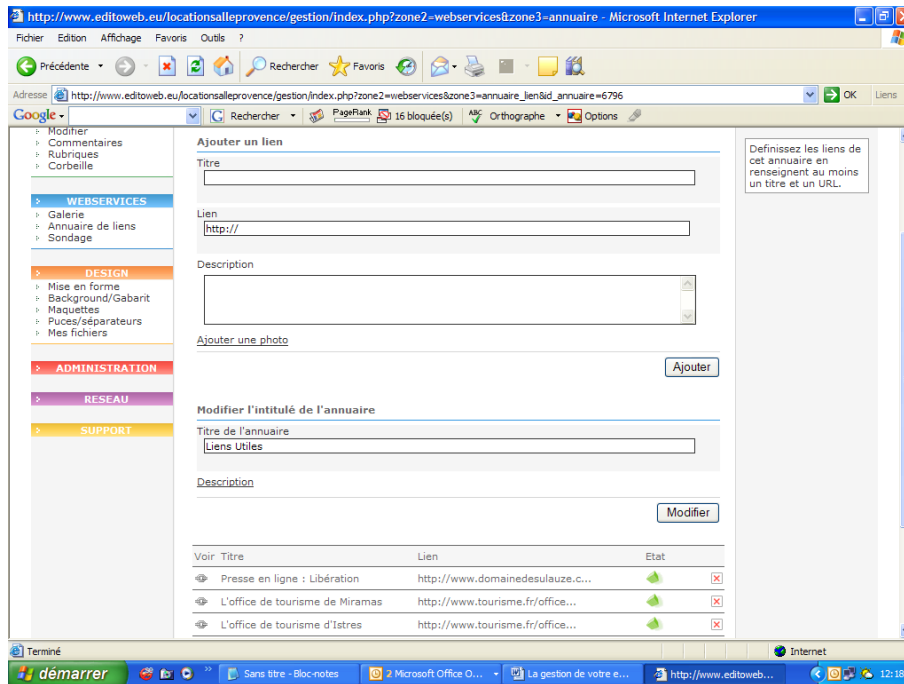 http://www.editoweb.eu/locationsalleprovence/gestion/index.php?zone2=webservices&zone3=annuaire - Microsoft Internet Explorer
Fichier Edition Affichage Favoris Outils ?
Précédente Rechercher Favoris
Adresse http://www.editoweb.eu/locationsalleprovence/gestion/index.php?zone2=webservices&zone3=annuaire_lien&id_annuaire=6796 OK Liens
Google Rechercher PageRank 16 bloquée(s) ABC Orthographe Options
Modifier
Commentaires
Rubriques
Corbeille
WEBSERVICES
Galerie
Annuaire de liens
Sondage
DESIGN
Mise en forme
Background/Gabarit
Maquettes
Puces/séparateurs
Mes fichiers
ADMINISTRATION
RESEAU
SUPPORT
Ajouter un lien
Titre
Lien
http://
Description
Ajouter une photo
Ajouter
Modifier l'intitulé de l'annuaire
Titre de l'annuaire
Liens Utiles
Description
Modifier
Voir Titre Lien Etat
Presse en ligne : Libération http://www.domainedesulauze.c...
L'office de tourisme de Miramas http://www.tourisme.fr/office...
L'office de tourisme d'Istres http://www.tourisme.fr/office...
Definissez les liens de
cet annuaire en
renseignent au moins
un titre et un URL.
Terminé Internet
démarrer Sans titre - Bloc-notes 2 Microsoft Office O... La gestion de votre e... http://www.editoweb... 12:18